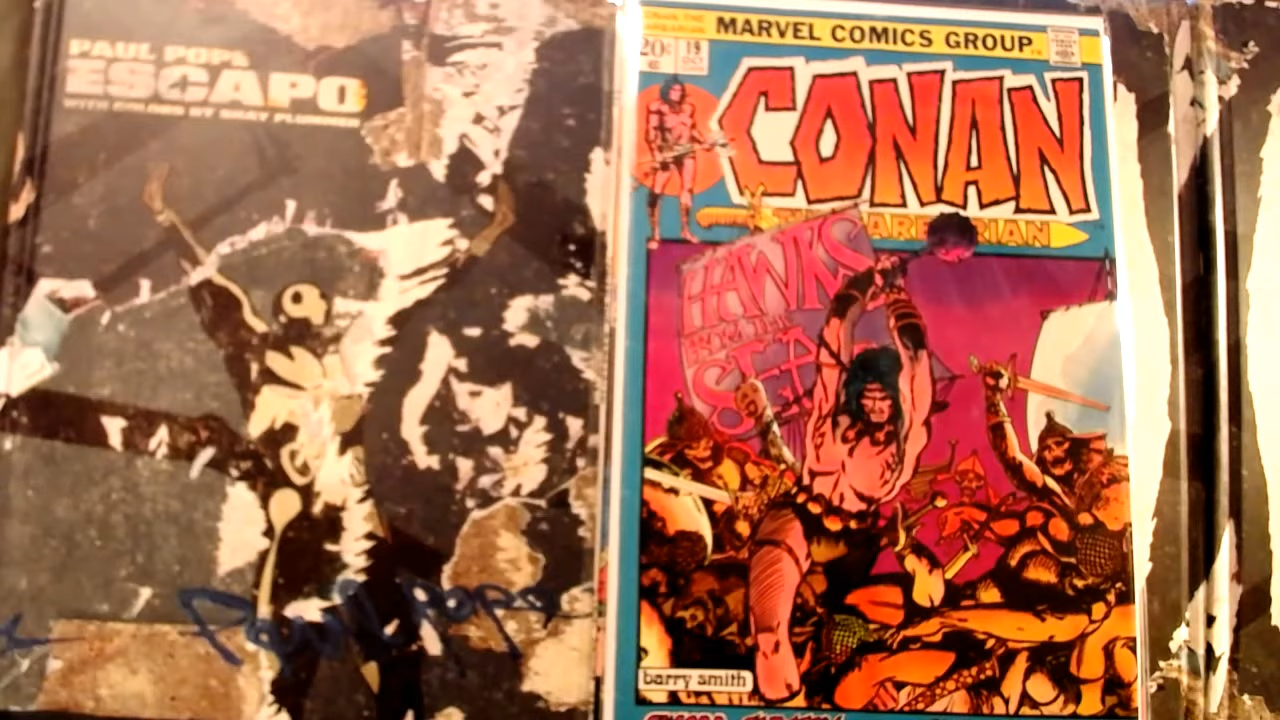 PAUL POPE
ESCAPO
WITH COLORS BY SHAY PLUMMER
Paul Pope
MARVEL COMICS GROUP
20¢
19
OCT
CONAN
THE BARBARIAN
HAWKS
FROM THE
SEA
barry smith